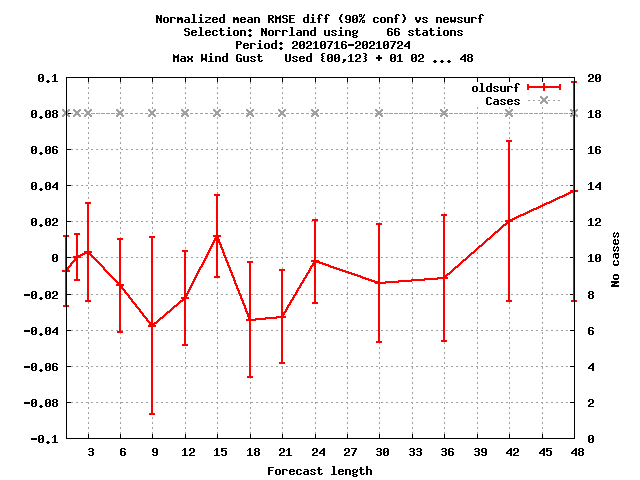 Normalized mean RMSE diff (90% conf) vs newsurf
Selection: Norrland using    66 stations
Period: 20210716-20210724
Max Wind Gust   Used {00,12} + 01 02 ... 48
oldsurf
Cases
0.1
0.08
0.06
0.04
0.02
0
-0.02
-0.04
-0.06
-0.08
-0.1
20
18
16
14
12
10
8
6
4
2
0
No cases
3 6 9 12 15 18 21 24 27 30 33 36 39 42 45 48
Forecast length